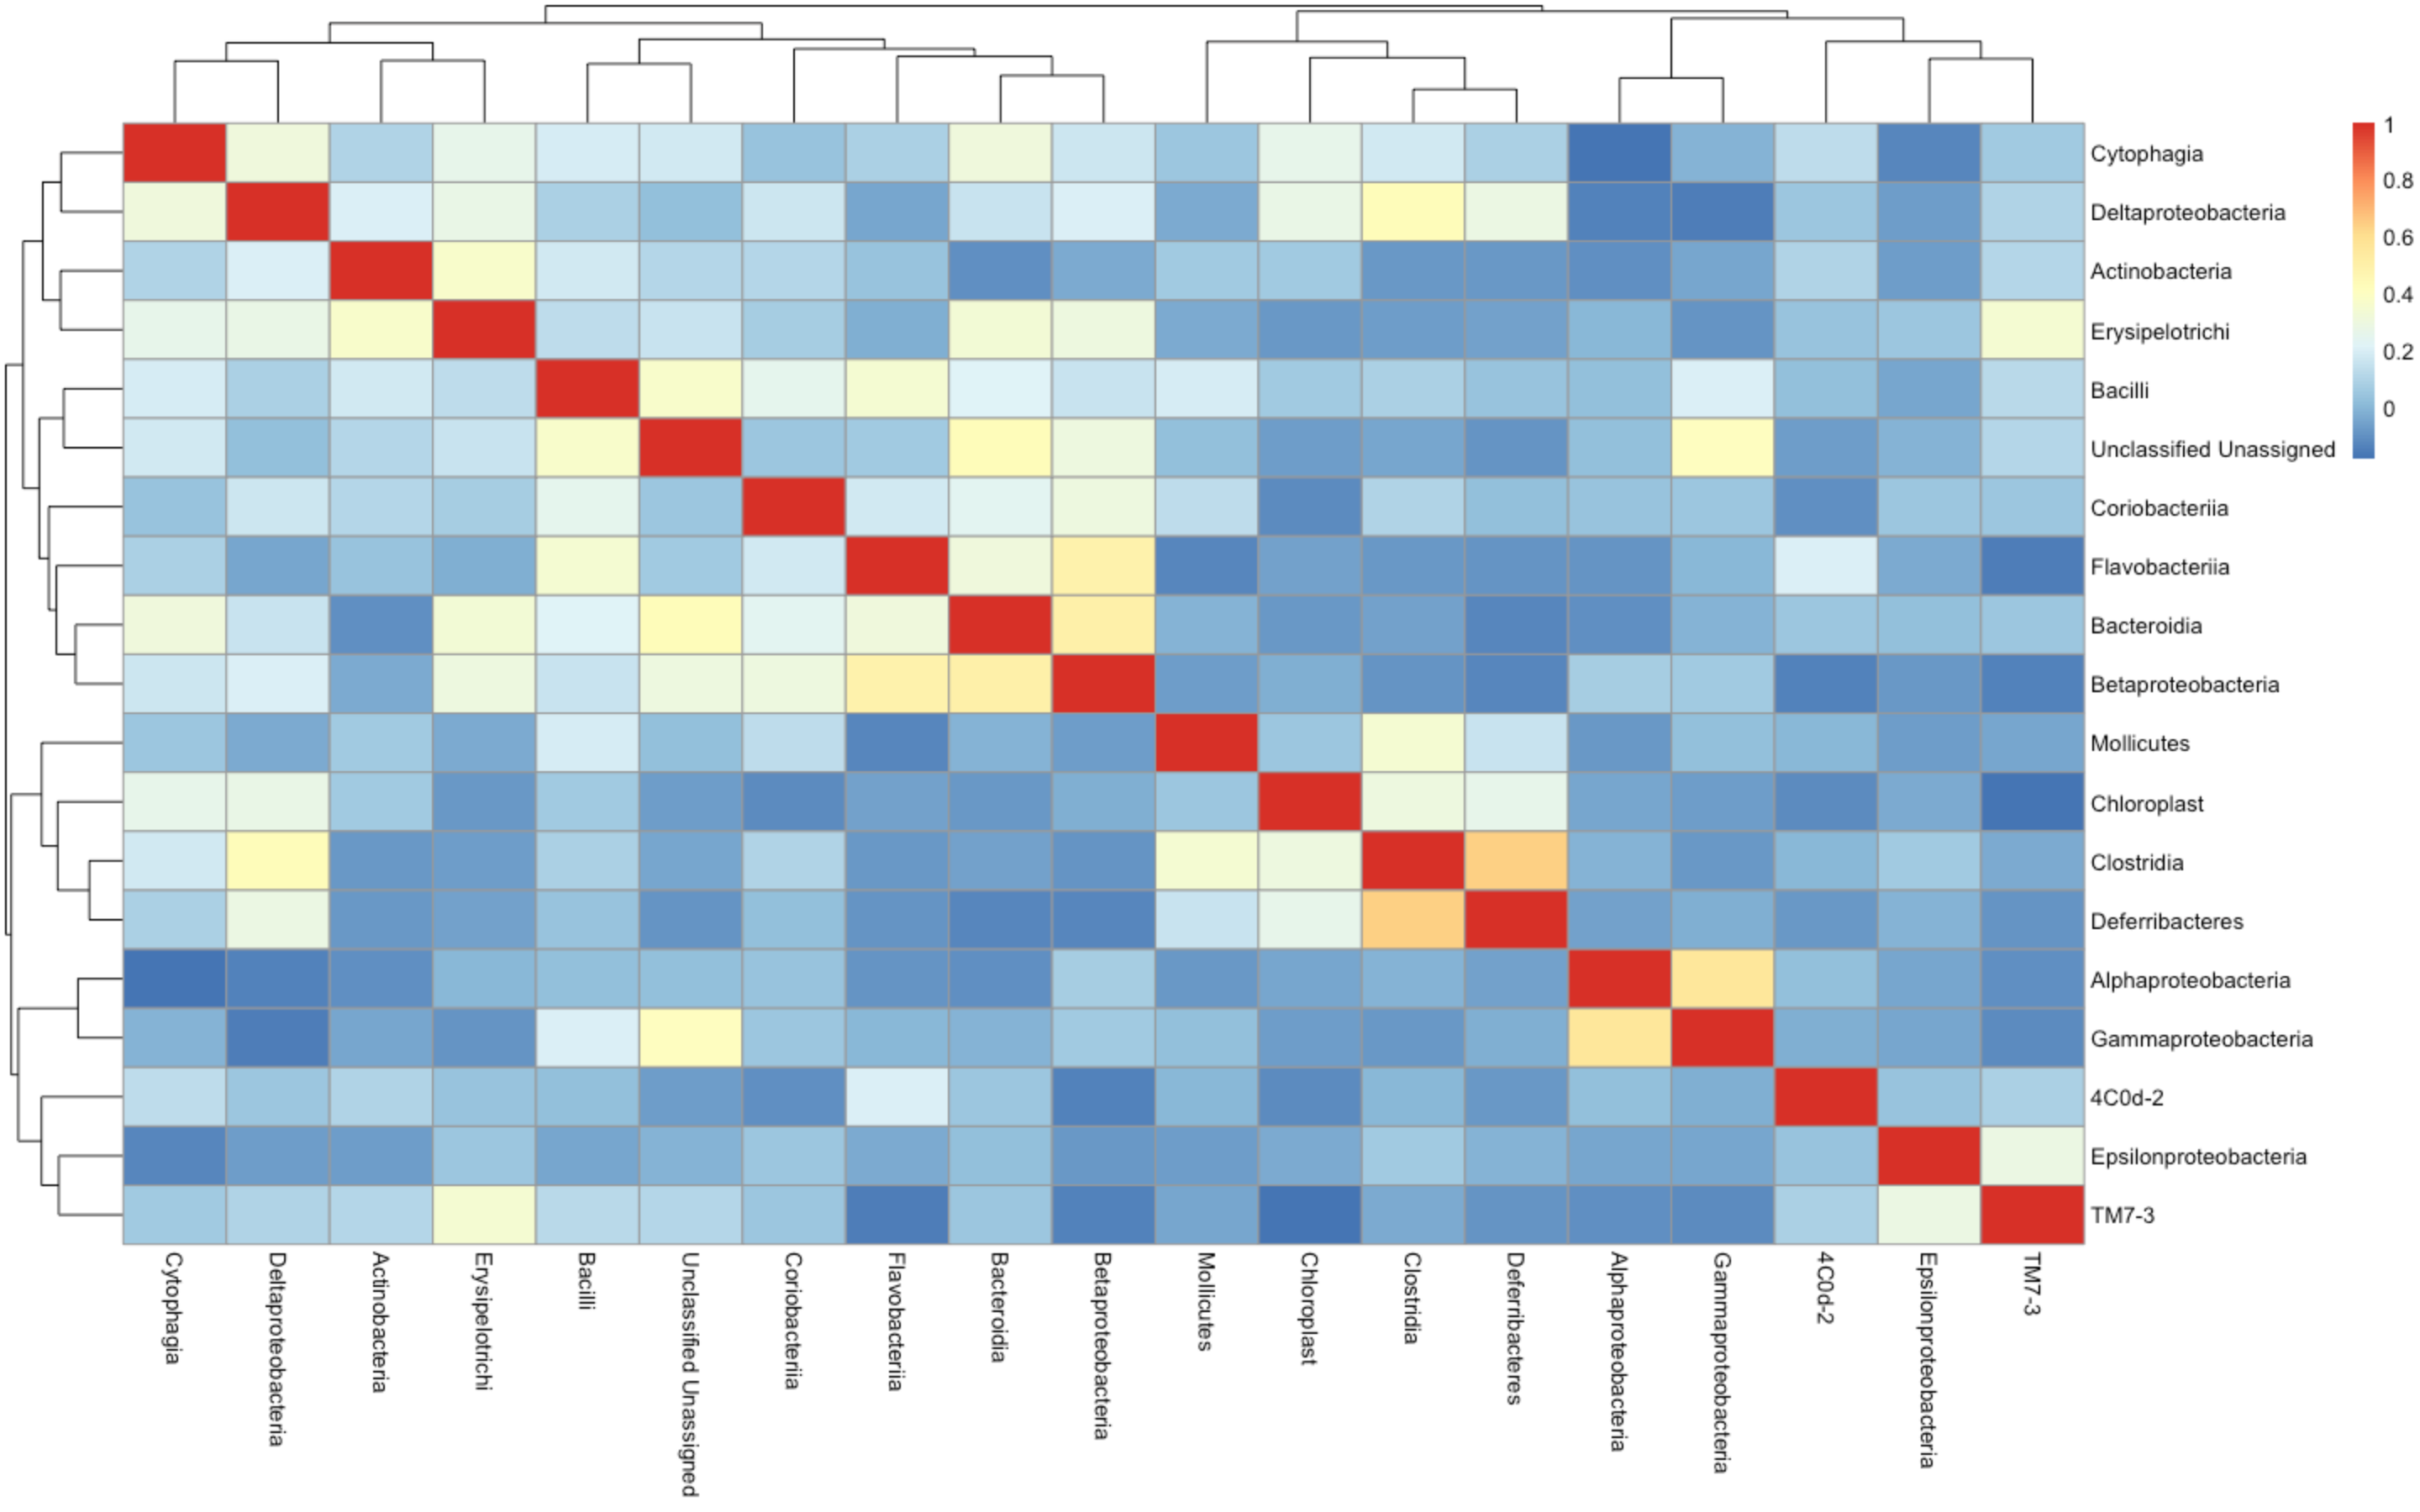 Cytophagia
Deltaproteobacteria
Actinobacteria
Erysipelotrichi
Bacilli
Unclassified Unassigned
Coriobacteriia
Flavobacteriia
Bacteroidia
Betaproteobacteria
Mollicutes
Chloroplast
Clostridia
Deferribacteres
Alphaproteobacteria
Gammaproteobacteria
4C0d-2
Epsilonproteobacteria
TM7-3
1
0.8
0.6
0.4
0.2
0
Cytophagia
Deltaproteobacteria
Actinobacteria
Erysipelotrichi
Bacilli
Unclassified Unassigned
Coriobacteriia
Flavobacteriia
Bacteroidia
Betaproteobacteria
Mollicutes
Chloroplast
Clostridia
Deferribacteres
Alphaproteobacteria
Gammaproteobacteria
4C0d-2
Epsilonproteobacteria
TM7-3